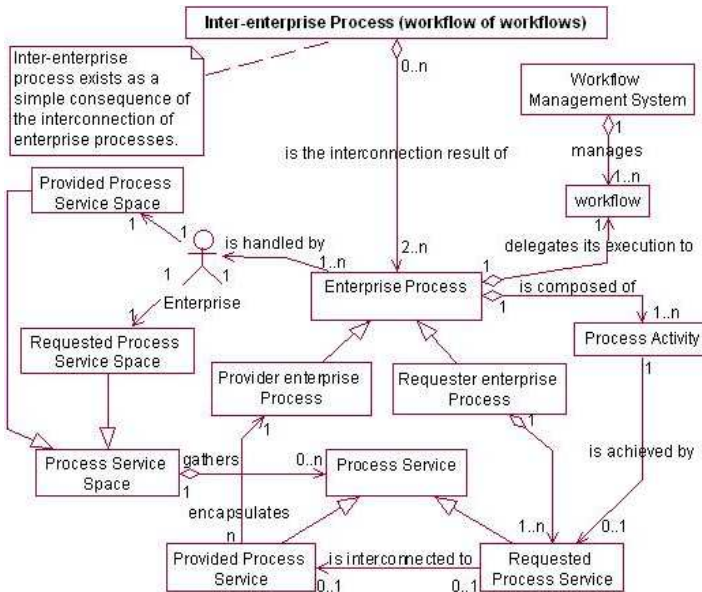 Inter-enterprise Process (workflow of workflows)
Inter-enterprise
process exists as a
simple consequence of
the interconnection of
enterprise processes.
0..n
Workflow
Management System
1
is the interconnection result of
manages
1..n
Provided Process
Service Space
workflow
1
1
1
is handled by
delegates its execution to
1..n
2..n
1
1
1
Enterprise Process
is composed of
1
Enterprise
1
1..n
Requested Process
Service Space
Process Activity
1
Provider enterprise
Process
Requester enterprise
Process
1
1
is achieved by
Process Service
Space
gathers
0..n
Process Service
1
encapsulates
n
1..n
0..1
Provided Process
Service
is interconnected to
Requested
Process Service
0..1
0..1